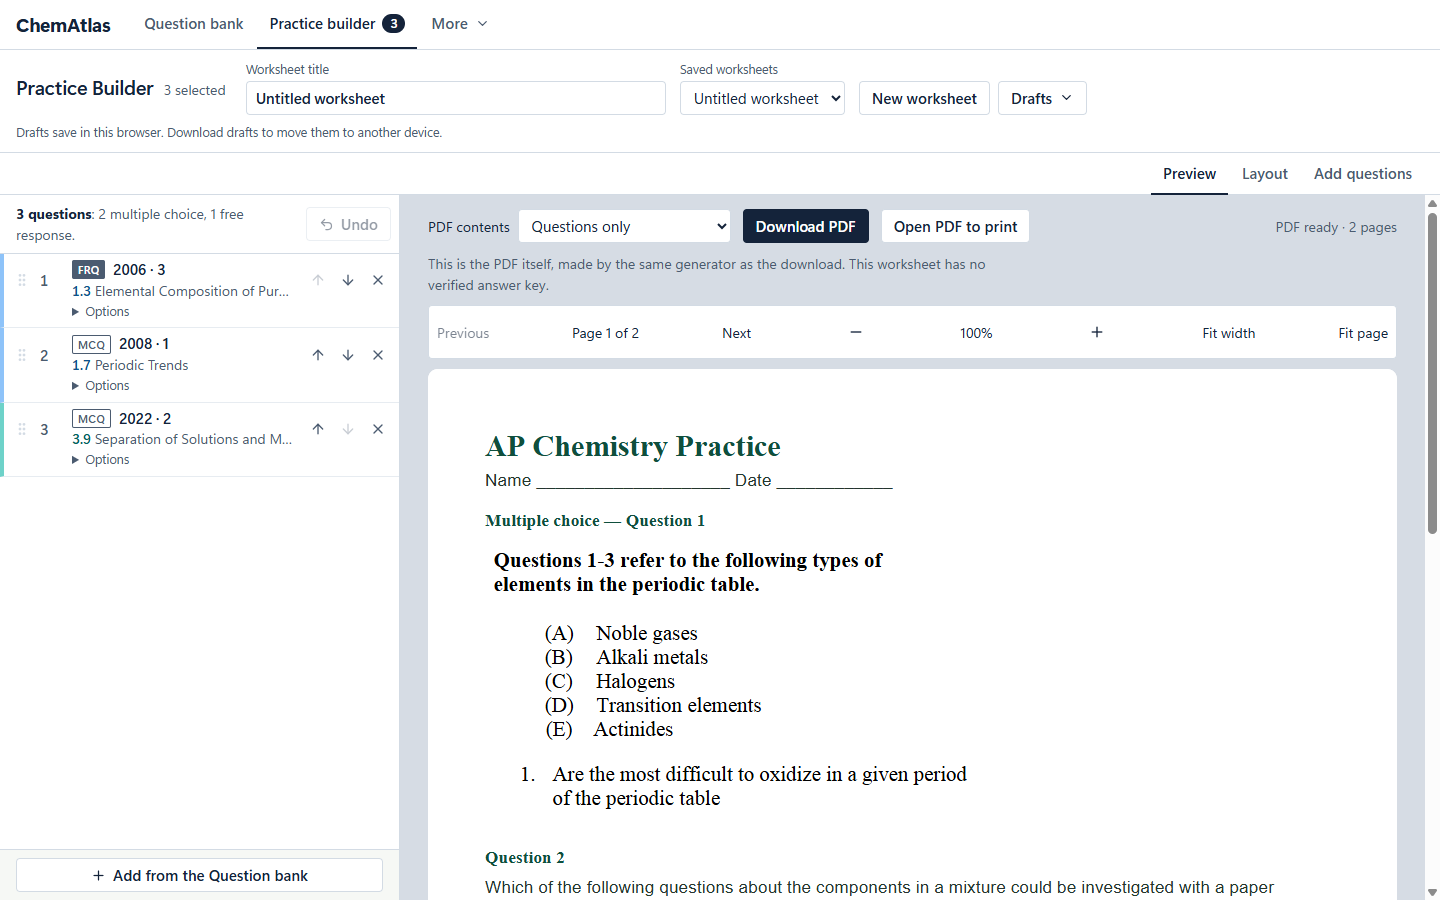 ChemAtlas
Question bank
Practice builder 3
More
Practice Builder 3 selected
Worksheet title
Untitled worksheet
Saved worksheets
Untitled worksheet
New worksheet
Drafts
Drafts save in this browser. Download drafts to move them to another device.
Preview
Layout
Add questions
3 questions: 2 multiple choice, 1 free
response.
Undo
1 FRQ 2006 · 3
1.3 Elemental Composition of Pur...
Options
2 MCQ 2008 · 1
1.7 Periodic Trends
Options
3 MCQ 2022 · 2
3.9 Separation of Solutions and M...
Options
+ Add from the Question bank
PDF contents
Questions only
Download PDF
Open PDF to print
PDF ready · 2 pages
This is the PDF itself, made by the same generator as the download. This worksheet has no
verified answer key.
Previous
Page 1 of 2
Next
−
100%
+
Fit width
Fit page
AP Chemistry Practice
Name ____________________ Date ____________
Multiple choice — Question 1
Questions 1-3 refer to the following types of
elements in the periodic table.
(A) Noble gases
(B) Alkali metals
(C) Halogens
(D) Transition elements
(E) Actinides
1. Are the most difficult to oxidize in a given period
of the periodic table
Question 2
Which of the following questions about the components in a mixture could be investigated with a paper